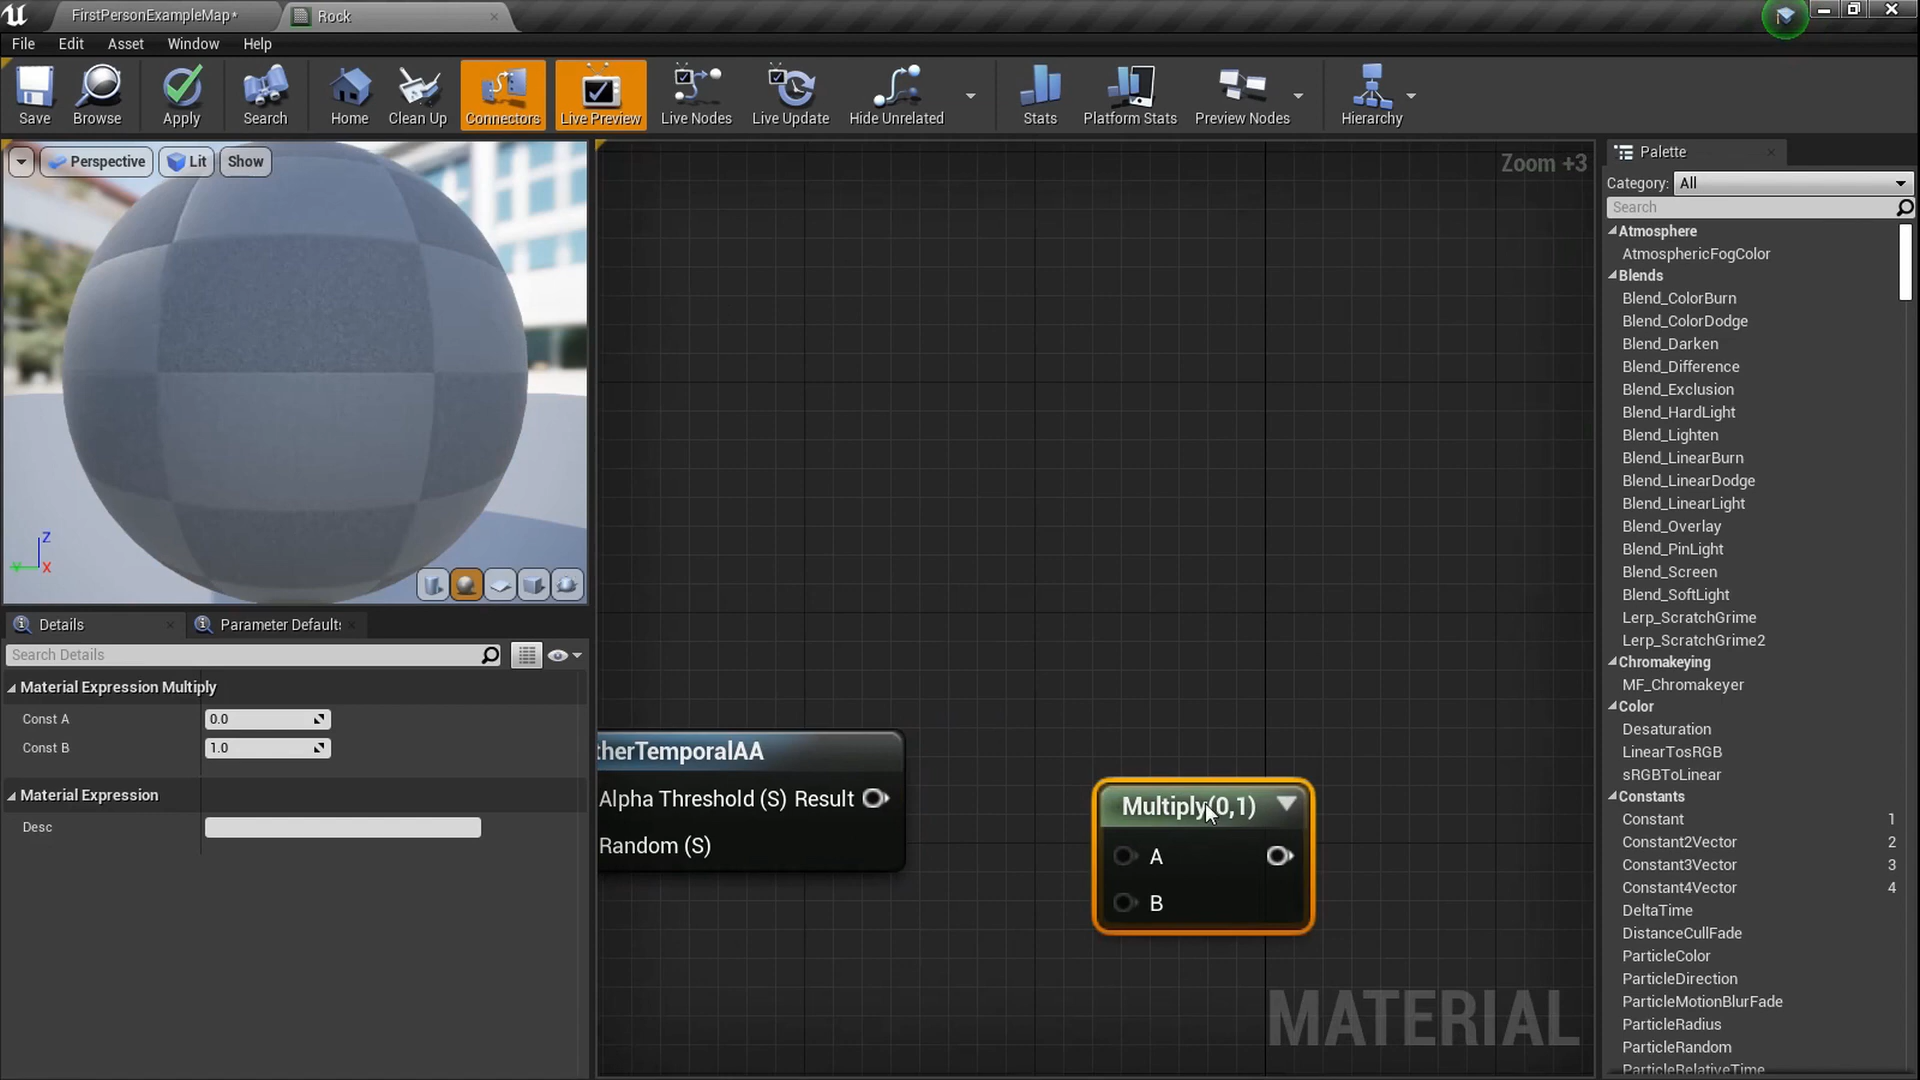 FirstPersonExampleMap*
Rock
File Edit Asset Window Help
Save Browse Apply Search Home Clean Up Connectors Live Preview Live Nodes Live Update Hide Unrelated Stats Platform Stats Preview Nodes Hierarchy
Perspective Lit Show
Z
Y X
Zoom +3
therTemporalAA
Alpha Threshold (S) Result
Random (S)
Multiply(0,1)
A
B
MATERIAL
Details
Parameter Default
Search Details
Material Expression Multiply
Const A 0.0
Const B 1.0
Material Expression
Desc
Palette
Category: All
Search
Atmosphere
AtmosphericFogColor
Blends
Blend_ColorBurn
Blend_ColorDodge
Blend_Darken
Blend_Difference
Blend_Exclusion
Blend_HardLight
Blend_Lighten
Blend_LinearBurn
Blend_LinearDodge
Blend_LinearLight
Blend_Overlay
Blend_PinLight
Blend_Screen
Blend_SoftLight
Lerp_ScratchGrime
Lerp_ScratchGrime2
Chromakeying
MF_Chromakeyer
Color
Desaturation
LinearTosRGB
sRGBToLinear
Constants
Constant 1
Constant2Vector 2
Constant3Vector 3
Constant4Vector 4
DeltaTime
DistanceCullFade
ParticleColor
ParticleDirection
ParticleMotionBlurFade
ParticleRadius
ParticleRandom
ParticleRelativeTime